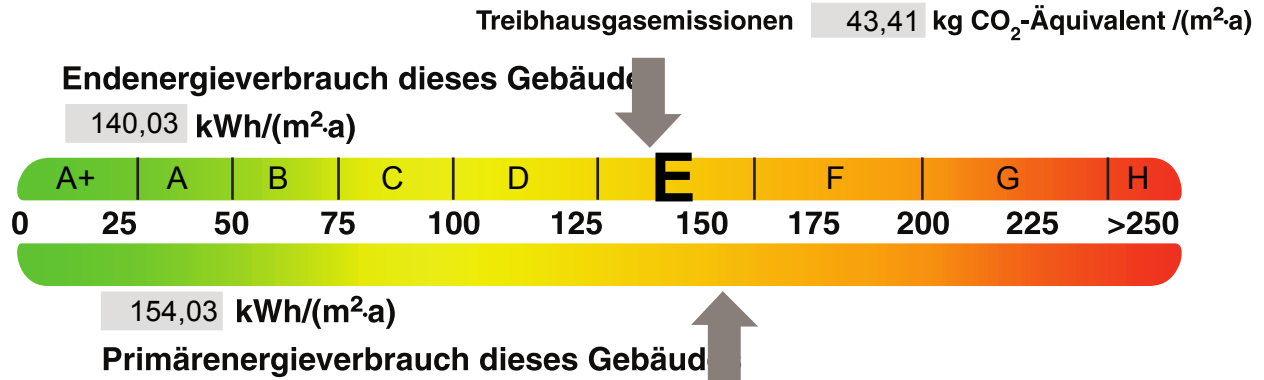 Treibhausgasemissionen 43,41 kg CO₂-Äquivalent /(m²·a)
Endenergieverbrauch dieses Gebäude
140,03 kWh/(m²·a)
A+ A B C D E F G H
0 25 50 75 100 125 150 175 200 225 >250
154,03 kWh/(m²·a)
Primärenergieverbrauch dieses Gebäudes